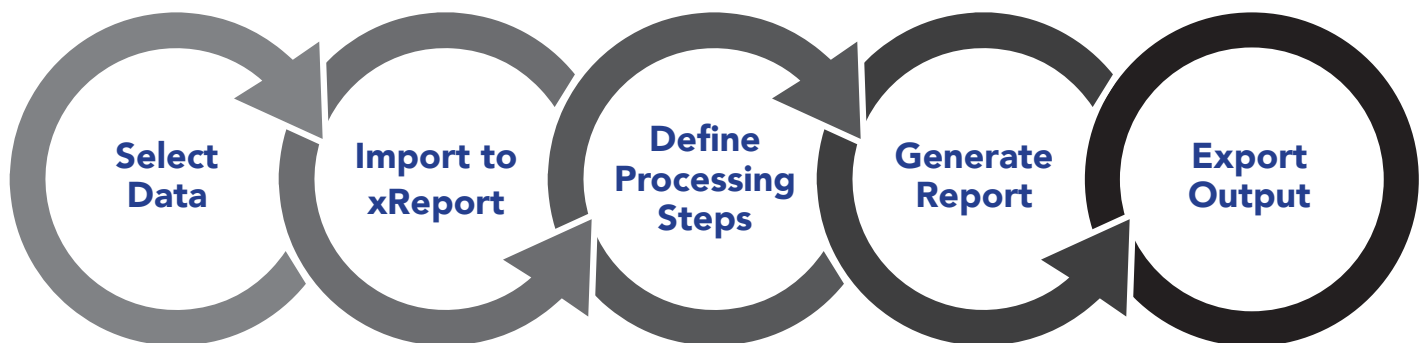 Select
Data
Import to
xReport
Define
Processing
Steps
Generate
Report
Export
Output